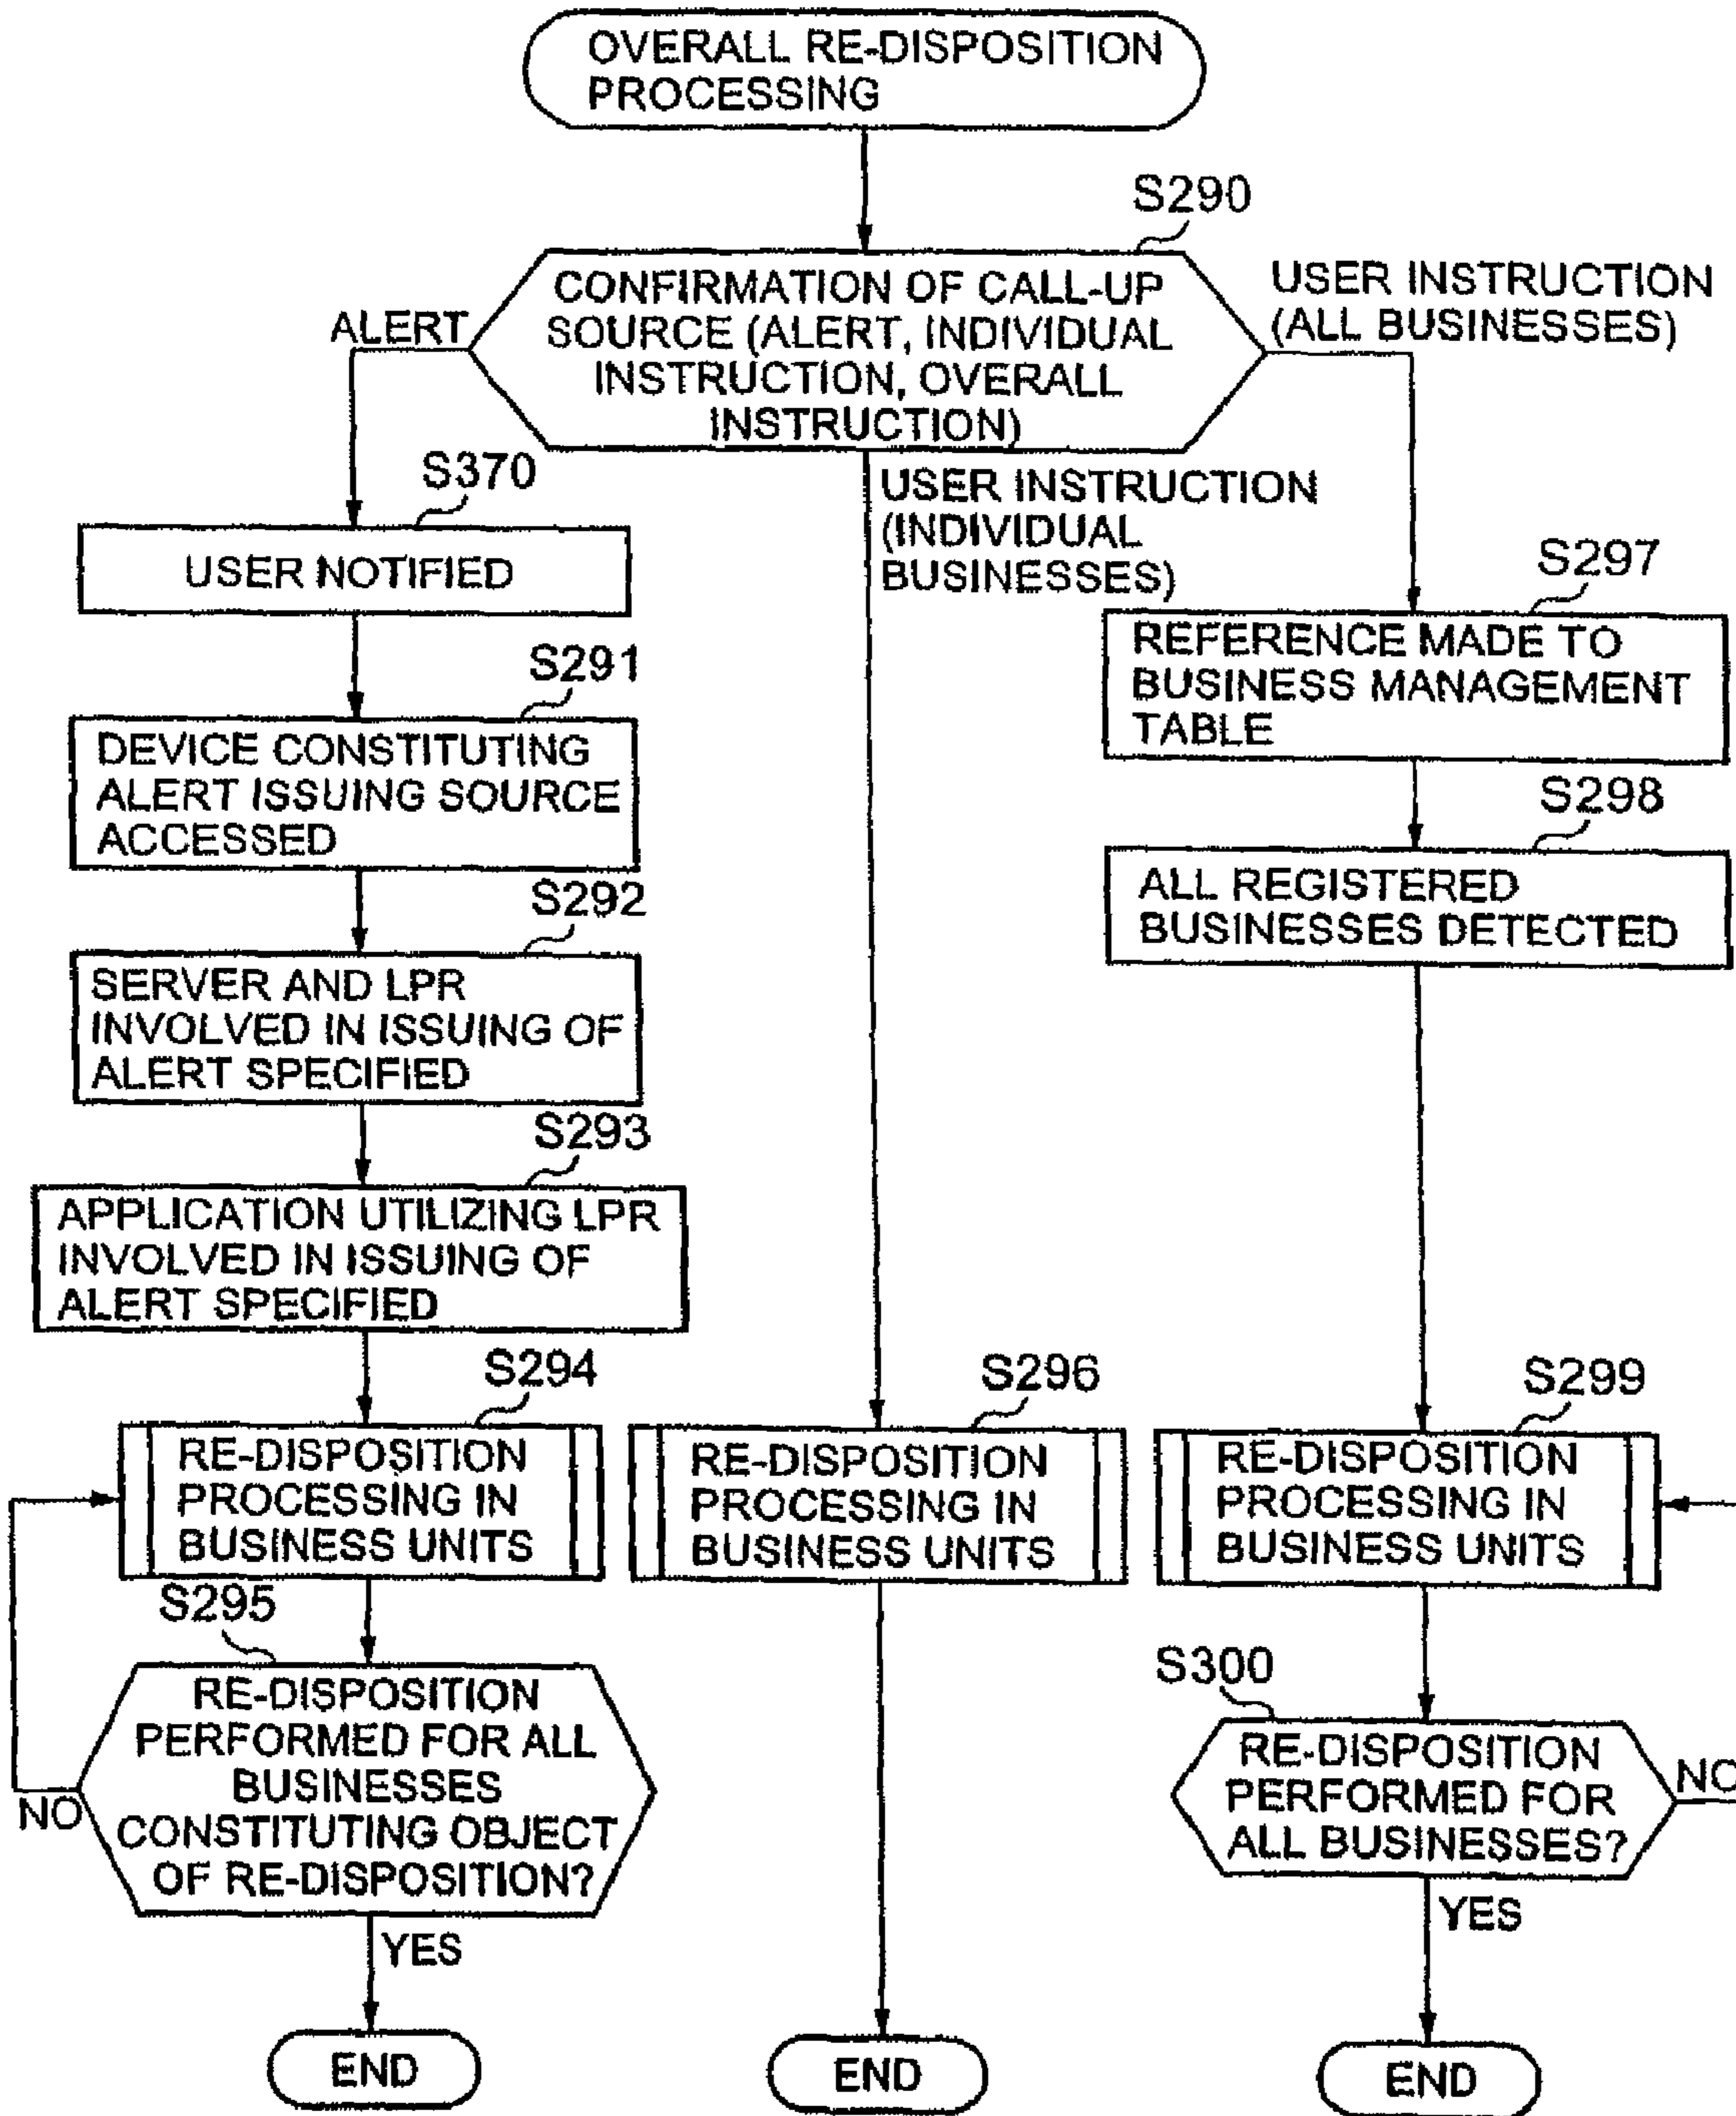 OVERALL RE-DISPOSITION
PROCESSING
S290
CONFIRMATION OF CALL-UP
SOURCE (ALERT, INDIVIDUAL
INSTRUCTION, OVERALL
INSTRUCTION)
ALERT
USER INSTRUCTION
(ALL BUSINESSES)
USER INSTRUCTION
(INDIVIDUAL
BUSINESSES)
S370
USER NOTIFIED
S291
DEVICE CONSTITUTING
ALERT ISSUING SOURCE
ACCESSED
S292
SERVER AND LPR
INVOLVED IN ISSUING OF
ALERT SPECIFIED
S293
APPLICATION UTILIZING LPR
INVOLVED IN ISSUING OF
ALERT SPECIFIED
S294
RE-DISPOSITION
PROCESSING IN
BUSINESS UNITS
S295
RE-DISPOSITION
PERFORMED FOR ALL
BUSINESSES
CONSTITUTING OBJECT
OF RE-DISPOSITION?
NO
YES
END
S296
RE-DISPOSITION
PROCESSING IN
BUSINESS UNITS
END
S297
REFERENCE MADE TO
BUSINESS MANAGEMENT
TABLE
S298
ALL REGISTERED
BUSINESSES DETECTED
S299
RE-DISPOSITION
PROCESSING IN
BUSINESS UNITS
S300
RE-DISPOSITION
PERFORMED FOR
ALL BUSINESSES?
NO
YES
END